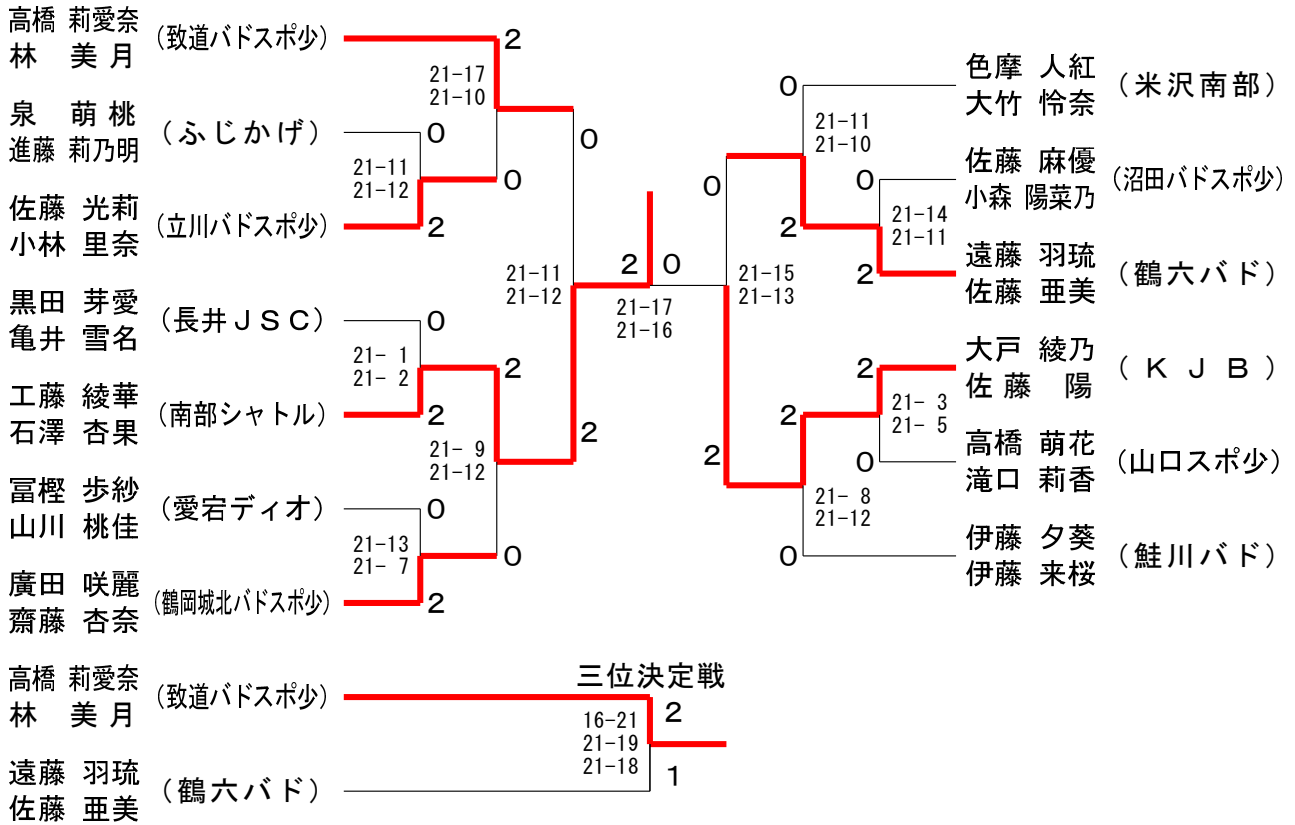 高橋 莉愛奈
林 美月
(致道バドスポ少)
2
21-17
21-10
泉 萌桃
進藤 莉乃明
(ふじかげ)
0
21-11
21-12
0
佐藤 光莉
小林 里奈
(立川バドスポ少)
2
0
21-11
21-12
黒田 芽愛
亀井 雪名
(長井JSC)
0
21- 1
21- 2
2
工藤 綾華
石澤 杏果
(南部シャトル)
2
21- 9
21-12
2
冨樫 歩紗
山川 桃佳
(愛宕ディオ)
0
21-13
21- 7
0
廣田 咲麗
齋藤 杏奈
(鶴岡城北バドスポ少)
2
2 0
21-17
21-16
色摩 人紅
大竹 怜奈
(米沢南部)
0
21-11
21-10
佐藤 麻優
小森 陽菜乃
(沼田バドスポ少)
0
21-14
21-11
0
2
遠藤 羽琉
佐藤 亜美
(鶴六バド)
2
21-15
21-13
大戸 綾乃
佐藤 陽
(KJB)
2
21- 3
21- 5
2
高橋 萌花
滝口 莉香
(山口スポ少)
0
2
21- 8
21-12
伊藤 夕葵
伊藤 来桜
(鮭川バド)
0
三位決定戦
高橋 莉愛奈
林 美月
(致道バドスポ少)
2
16-21
21-19
21-18
遠藤 羽琉
佐藤 亜美
(鶴六バド)
1